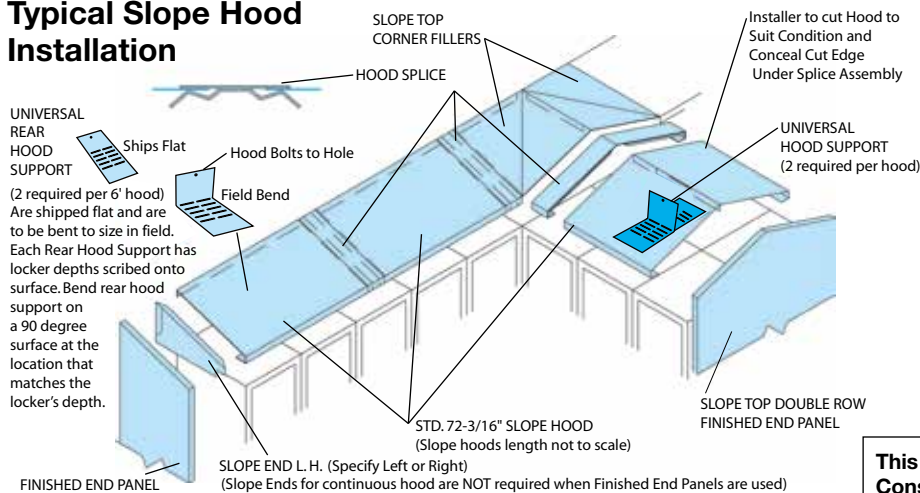 Typical Slope Hood
Installation
SLOPE TOP
CORNER FILLERS
HOOD SPLICE
Installer to cut Hood to
Suit Condition and
Conceal Cut Edge
Under Splice Assembly
UNIVERSAL
HOOD SUPPORT
(2 required per hood)
UNIVERSAL
REAR
HOOD
SUPPORT
Ships Flat
Hood Bolts to Hole
Field Bend
(2 required per 6' hood)
Are shipped flat and are
to be bent to size in field.
Each Rear Hood Support has
locker depths scribed onto
surface. Bend rear hood
support on
a 90 degree
surface at the
location that
matches the
locker's depth.
SLOPE TOP DOUBLE ROW
FINISHED END PANEL
STD. 72-3/16" SLOPE HOOD
(Slope hoods length not to scale)
SLOPE END L. H. (Specify Left or Right)
(Slope Ends for continuous hood are NOT required when Finished End Panels are used)
FINISHED END PANEL
This
Cons